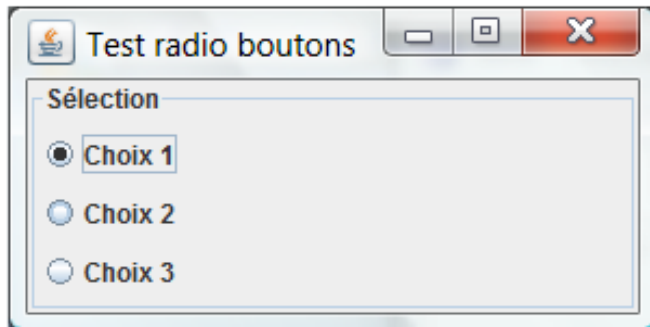 Test radio boutons
Sélection
Choix 1
Choix 2
Choix 3